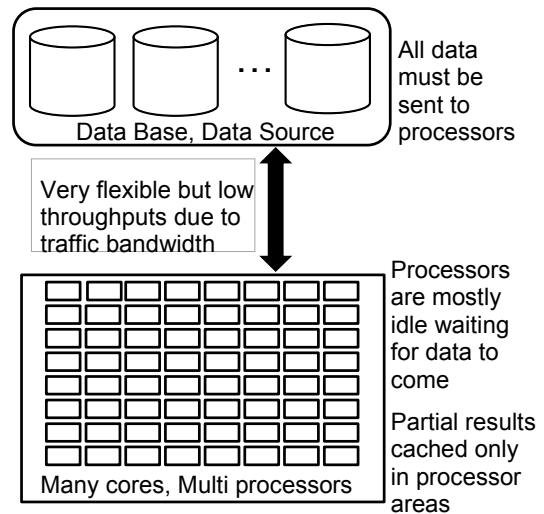 All data
must be
sent to
processors
...
Data Base, Data Source
Very flexible but low
throughputs due to
traffic bandwidth
Processors
are mostly
idle waiting
for data to
come
Partial results
cached only
in processor
areas
Many cores, Multi processors